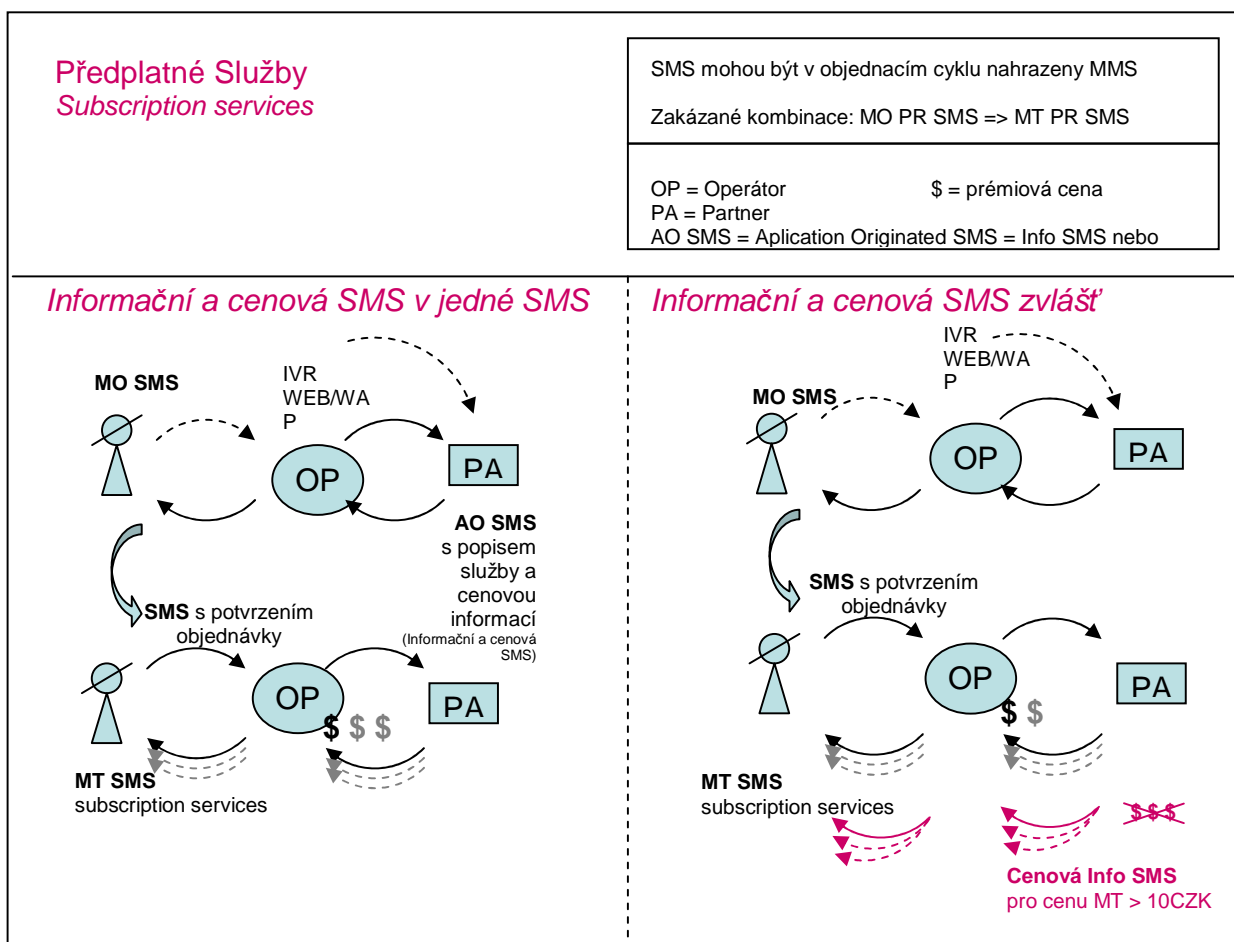 Předplatné Služby
Subscription services
SMS mohou být v objednacím cyklu nahrazeny MMS
Zakázané kombinace: MO PR SMS => MT PR SMS
OP = Operátor $ = prémiová cena
PA = Partner
AO SMS = Aplication Originated SMS = Info SMS nebo
Informační a cenová SMS v jedné SMS
MO SMS
IVR
WEB/WA
P
OP
PA
AO SMS
s popisem
služby a
cenovou
informací
(Informační a cenová
SMS)
SMS s potvrzením
objednávky
OP
PA
$ $ $
MT SMS
subscription services
Informační a cenová SMS zvlášť
IVR
WEB/WA
P
MO SMS
OP
PA
SMS s potvrzením
objednávky
OP
PA
$ $
MT SMS
subscription services
$ $ $
Cenová Info SMS
pro cenu MT > 10CZK